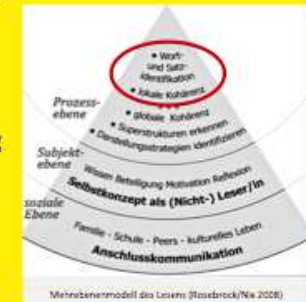 • Wort-
und Satz-
identifikation
• lokale Kohärenz
Prozess-
ebene
• globale Kohärenz
• Superstrukturen erkennen
• Darstellungsstrategien identifizieren
Subjekt-
ebene
Wissen Beteiligung Motivation Reflexion
Selbstkonzept als (Nicht-) Leser/in
soziale
Ebene
Familie - Schule - Peers - kulturelles Leben
Anschlusskommunikation
Mehrebenenmodell des Lesens (Rosebrock/Nix 2008)